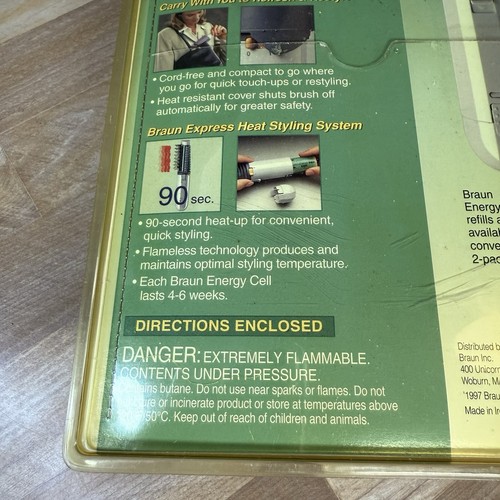 Carry With You to
• Cord-free and compact to go where
you go for quick touch-ups or restyling.
• Heat resistant cover shuts brush off
automatically for greater safety.
Braun Express Heat Styling System
90 sec.
• 90-second heat-up for convenient,
quick styling.
• Flameless technology produces and
maintains optimal styling temperature.
• Each Braun Energy Cell
lasts 4-6 weeks.
DIRECTIONS ENCLOSED
DANGER: EXTREMELY FLAMMABLE.
CONTENTS UNDER PRESSURE.
butane. Do not use near sparks or flames. Do not
or incinerate product or store at temperatures above
50°C. Keep out of reach of children and animals.
Braun
Energy
refills
2-pac
Distributed b
Braun Inc.
400 Unicorn
Woburn, M
1997 Brau
Made in Ir